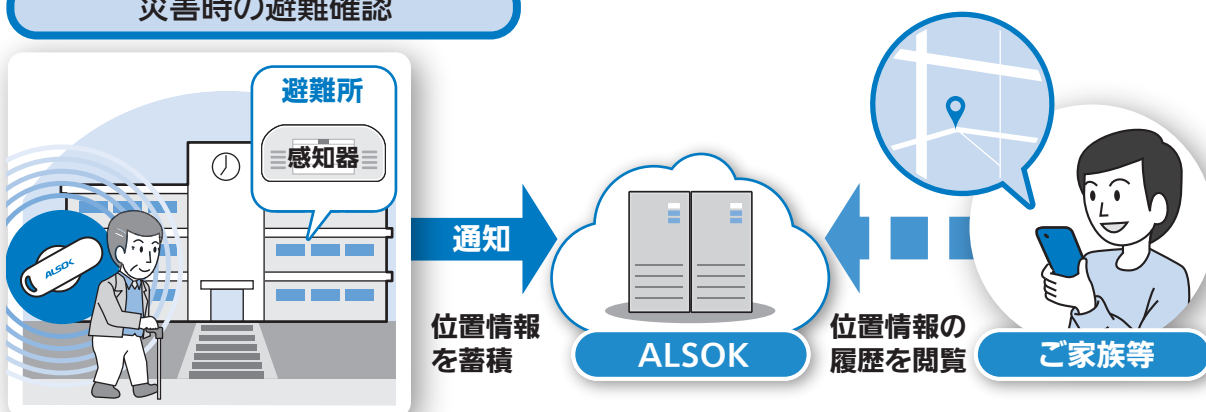 災害時の避難確認
避難所
感知器
ALSOK
通知
位置情報
を蓄積
ALSOK
位置情報の
履歴を閲覧
ご家族等